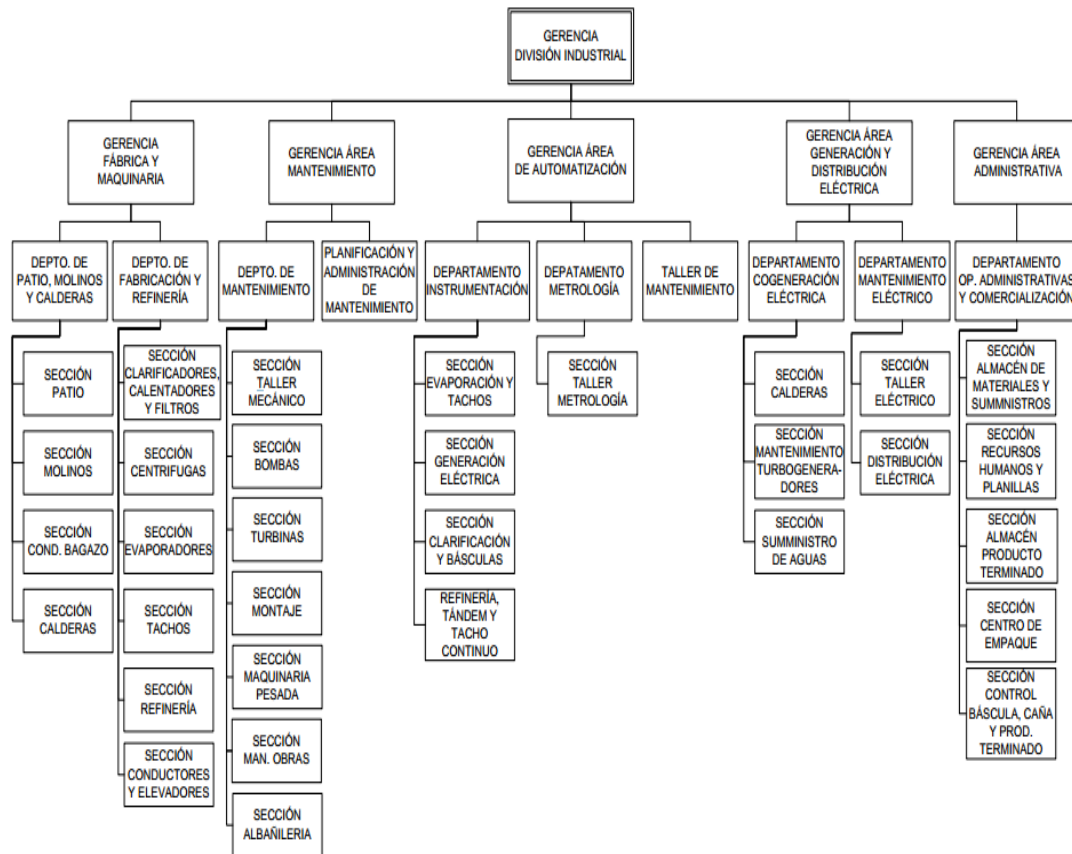 GERENCIA
DIVISIÓN INDUSTRIAL
GERENCIA
FÁBRICA Y
MAQUINARIA
GERENCIA ÁREA
MANTENIMIENTO
GERENCIA ÁREA
DE AUTOMATIZACIÓN
GERENCIA ÁREA
GENERACIÓN Y
DISTRIBUCIÓN
ELÉCTRICA
GERENCIA ÁREA
ADMINISTRATIVA
DEPTO. DE
PATIO, MOLINOS
Y CALDERAS
DEPTO. DE
FABRICACIÓN Y
REFINERÍA
DEPTO. DE
MANTENIMIENTO
PLANIFICACIÓN Y
ADMINISTRACIÓN
DE
MANTENIMIENTO
DEPARTAMENTO
INSTRUMENTACIÓN
DEPATAMENTO
METROLOGÍA
TALLER DE
MANTENIMIENTO
DEPARTAMENTO
COGENERACIÓN
ELÉCTRICA
DEPARTAMENTO
MANTENIMIENTO
ELÉCTRICO
DEPARTAMENTO
OP. ADMINISTRATIVAS
Y COMERCIALIZACIÓN
SECCIÓN
PATIO
SECCIÓN
MOLINOS
SECCIÓN
COND. BAGAZO
SECCIÓN
CALDERAS
SECCIÓN
CLARIFICADORES,
CALENTADORES
Y FILTROS
SECCIÓN
CENTRIFUGAS
SECCIÓN
EVAPORADORES
SECCIÓN
TACHOS
SECCIÓN
REFINERÍA
SECCIÓN
CONDUCTORES
Y ELEVADORES
SECCIÓN
TALLER
MECÁNICO
SECCIÓN
BOMBAS
SECCIÓN
TURBINAS
SECCIÓN
MONTAJE
SECCIÓN
MAQUINARIA
PESADA
SECCIÓN
MAN. OBRAS
SECCIÓN
ALBAÑILERIA
SECCIÓN
EVAPORACIÓN Y
TACHOS
SECCIÓN
GENERACIÓN
ELÉCTRICA
SECCIÓN
CLARIFICACIÓN
Y BÁSCULAS
REFINERÍA,
TÁNDEM Y
TACHO
CONTINUO
SECCIÓN
TALLER
METROLOGÍA
SECCIÓN
CALDERAS
SECCIÓN
MANTENIMIENTO
TURBOGENERA-
DORES
SECCIÓN
SUMMINISTRO
DE AGUAS
SECCIÓN
TALLER
ELÉCTRICO
SECCIÓN
DISTRIBUCIÓN
ELÉCTRICA
SECCIÓN
ALMACÉN DE
MATERIALES Y
SUMMNISTROS
SECCIÓN
RECURSOS
HUMANOS Y
PLANILLAS
SECCIÓN
ALMACÉN
PRODUCTO
TERMINADO
SECCIÓN
CENTRO DE
EMPAQUE
SECCIÓN
CONTROL
BÁSCULA, CAÑA
Y PROD.
TERMINADO